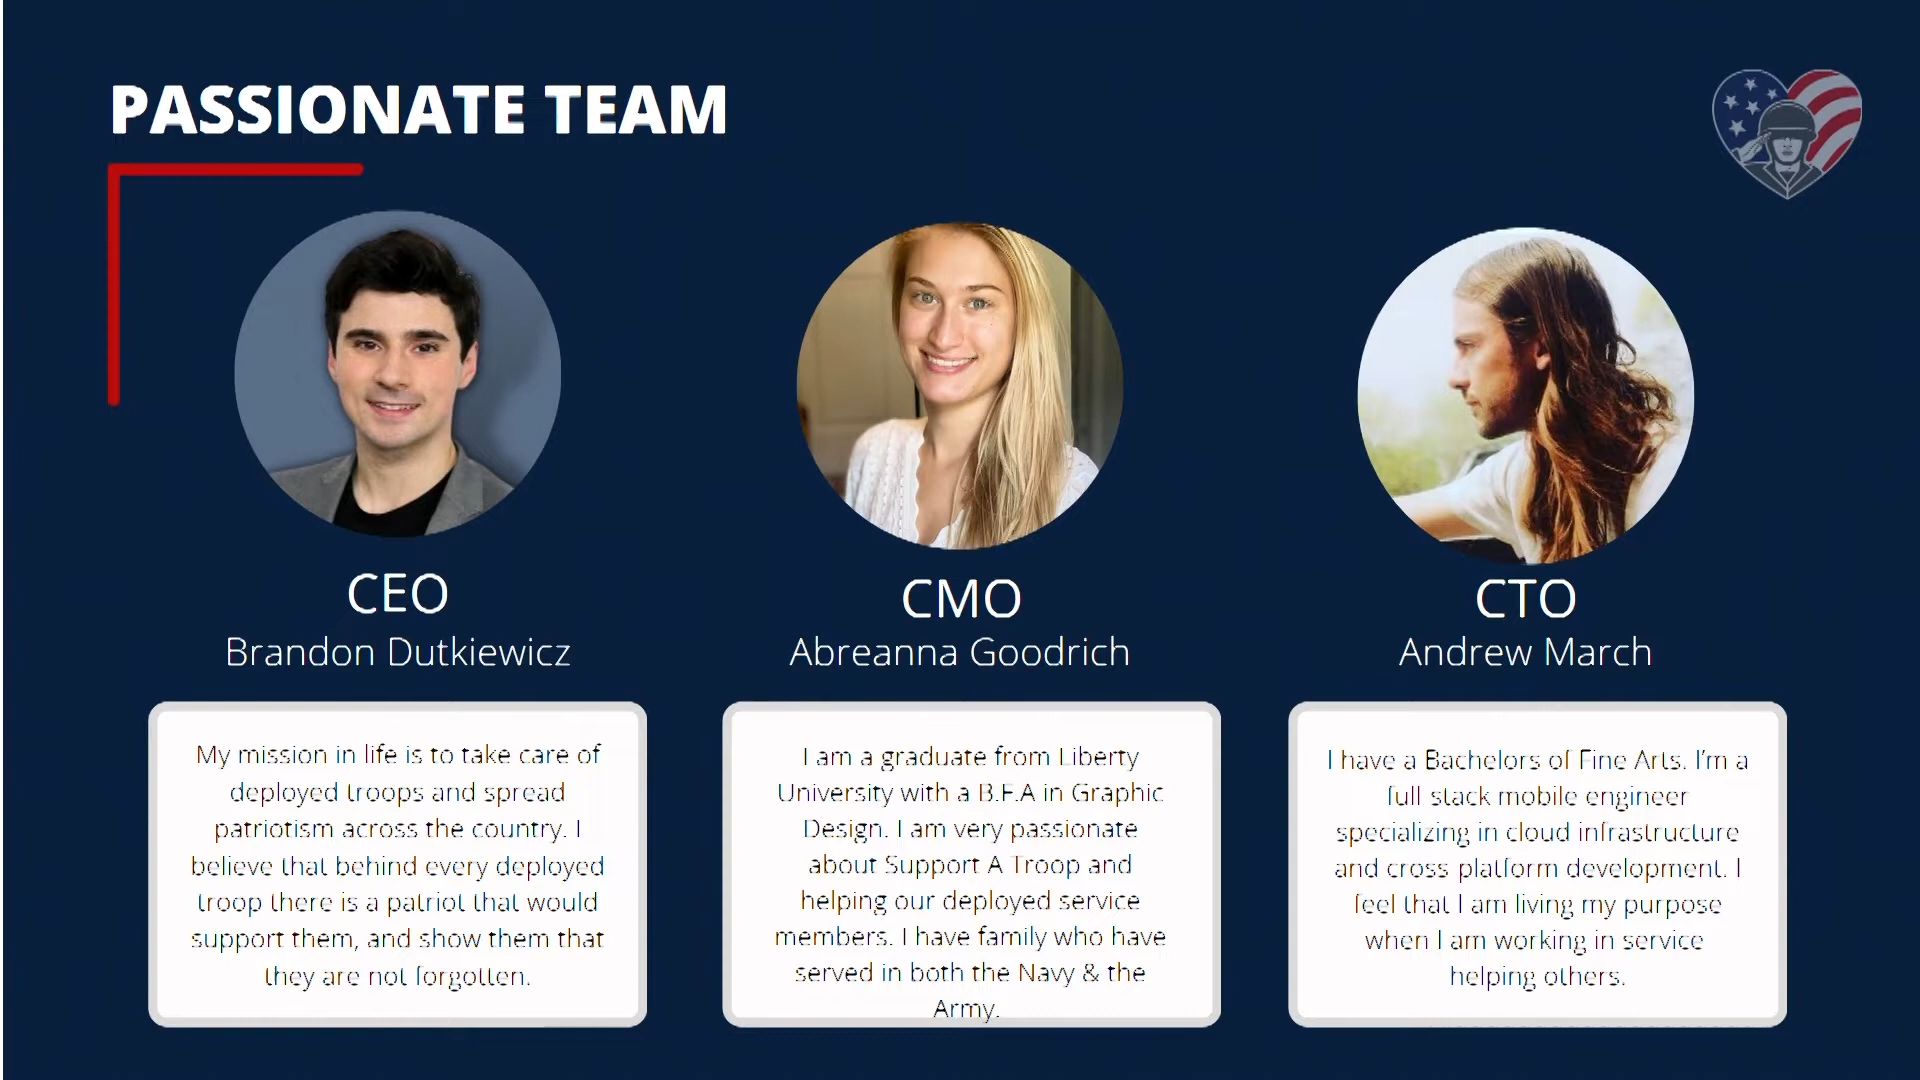 PASSIONATE TEAM
CEO
Brandon Dutkiewicz
My mission in life is to take care of
deployed troops and spread
patriotism across the country. I
believe that behind every deployed
troop there is a patriot that would
support them, and show them that
they are not forgotten.
CMO
Abreanna Goodrich
I am a graduate from Liberty
University with a B.F.A in Graphic
Design. I am very passionate
about Support A Troop and
helping our deployed service
members. I have family who have
served in both the Navy & the
Army.
CTO
Andrew March
I have a Bachelors of Fine Arts. I'm a
full stack mobile engineer
specializing in cloud infrastructure
and cross platform development. I
feel that I am living my purpose
when I am working in service
helping others.